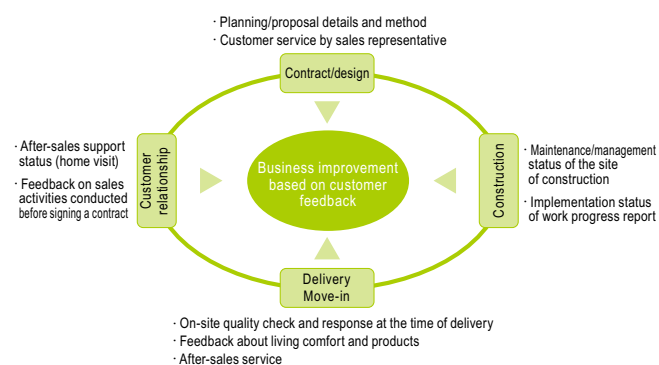 · Planning/proposal details and method
· Customer service by sales representative
Contract/design
· After-sales support
status (home visit)
· Feedback on sales
activities conducted
before signing a contract
Customer
relationship
Business improvement
based on customer
feedback
Construction
· Maintenance/management
status of the site
of construction
· Implementation status
of work progress report
Delivery
Move-in
· On-site quality check and response at the time of delivery
· Feedback about living comfort and products
· After-sales service